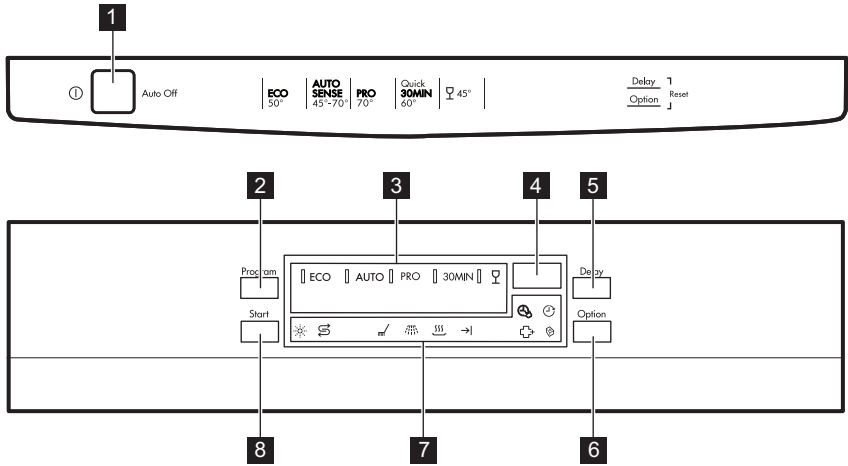 1
Auto Off
ECO
50°
AUTO
SENSE
45°-70°
PRO
70°
Quick
30MIN
60°
45°
Delay
Option
Reset
2
3
4
5
Program
ECO
AUTO
PRO
30MIN
Delay
Start
Option
8
7
6